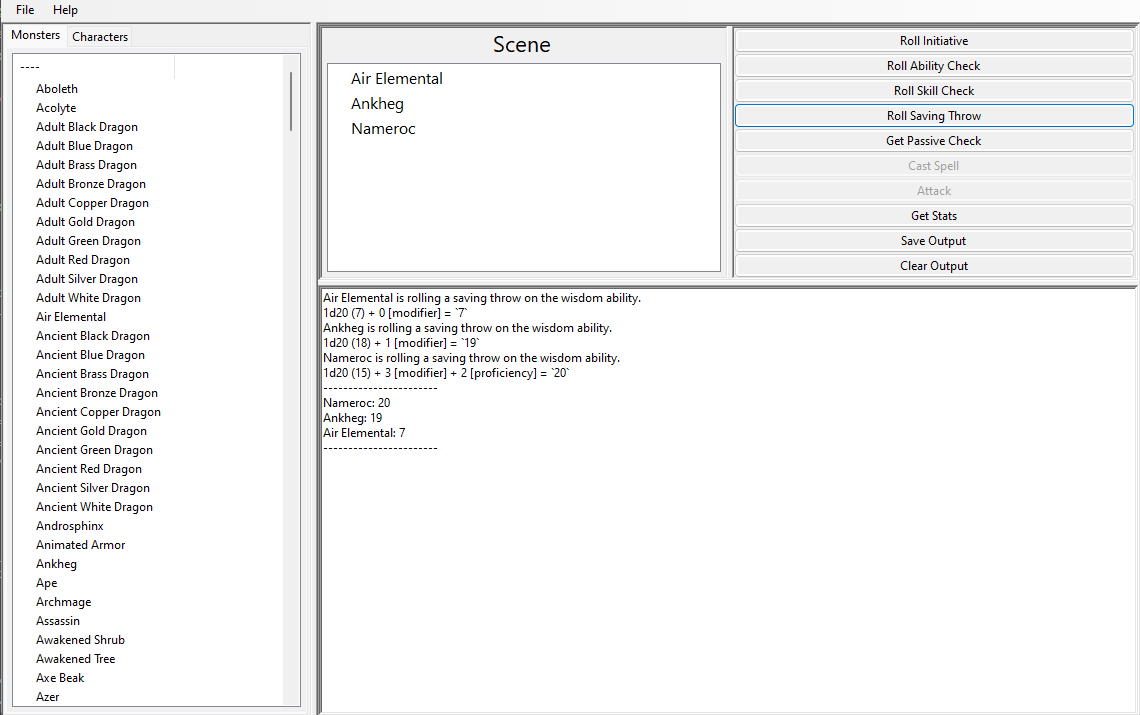 File Help
Monsters Characters
----
Aboleth
Acolyte
Adult Black Dragon
Adult Blue Dragon
Adult Brass Dragon
Adult Bronze Dragon
Adult Copper Dragon
Adult Gold Dragon
Adult Green Dragon
Adult Red Dragon
Adult Silver Dragon
Adult White Dragon
Air Elemental
Ancient Black Dragon
Ancient Blue Dragon
Ancient Brass Dragon
Ancient Bronze Dragon
Ancient Copper Dragon
Ancient Gold Dragon
Ancient Green Dragon
Ancient Red Dragon
Ancient Silver Dragon
Ancient White Dragon
Androsphinx
Animated Armor
Ankheg
Ape
Archmage
Assassin
Awakened Shrub
Awakened Tree
Axe Beak
Azer
Scene
Air Elemental
Ankheg
Nameroc
Roll Initiative
Roll Ability Check
Roll Skill Check
Roll Saving Throw
Get Passive Check
Cast Spell
Attack
Get Stats
Save Output
Clear Output
Air Elemental is rolling a saving throw on the wisdom ability.
1d20 (7) + 0 [modifier] = `7`
Ankheg is rolling a saving throw on the wisdom ability.
1d20 (18) + 1 [modifier] = `19`
Nameroc is rolling a saving throw on the wisdom ability.
1d20 (15) + 3 [modifier] + 2 [proficiency] = `20`
-----------------------
Nameroc: 20
Ankheg: 19
Air Elemental: 7
-----------------------